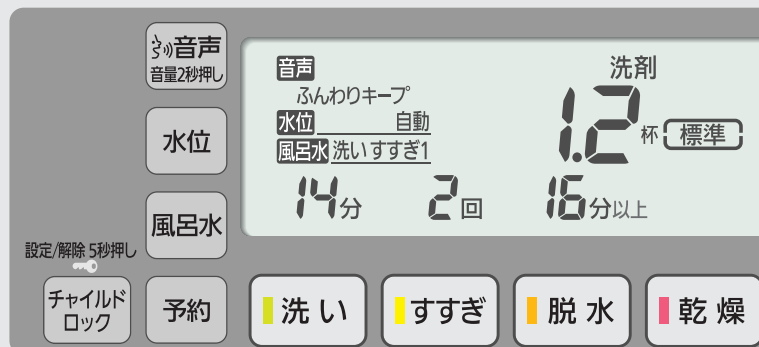 音声
音量2秒押し
水位
風呂水
設定/解除 5秒押し
チャイルド
ロック
予約
音声
ふんわりキープ
水位 自動
風呂水 洗い すすぎ1
洗剤
1.2杯 標準
14分 2回 16分以上
洗い すすぎ 脱水 乾燥